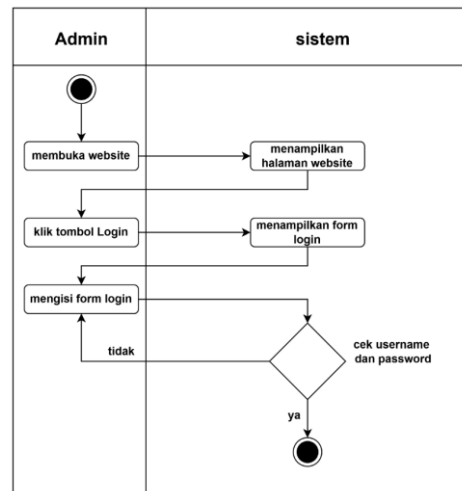 Admin
sistem
membuka website
menampilkan
halaman website
klik tombol Login
menampilkan form
login
mengisi form login
tidak
cek username
dan password
ya